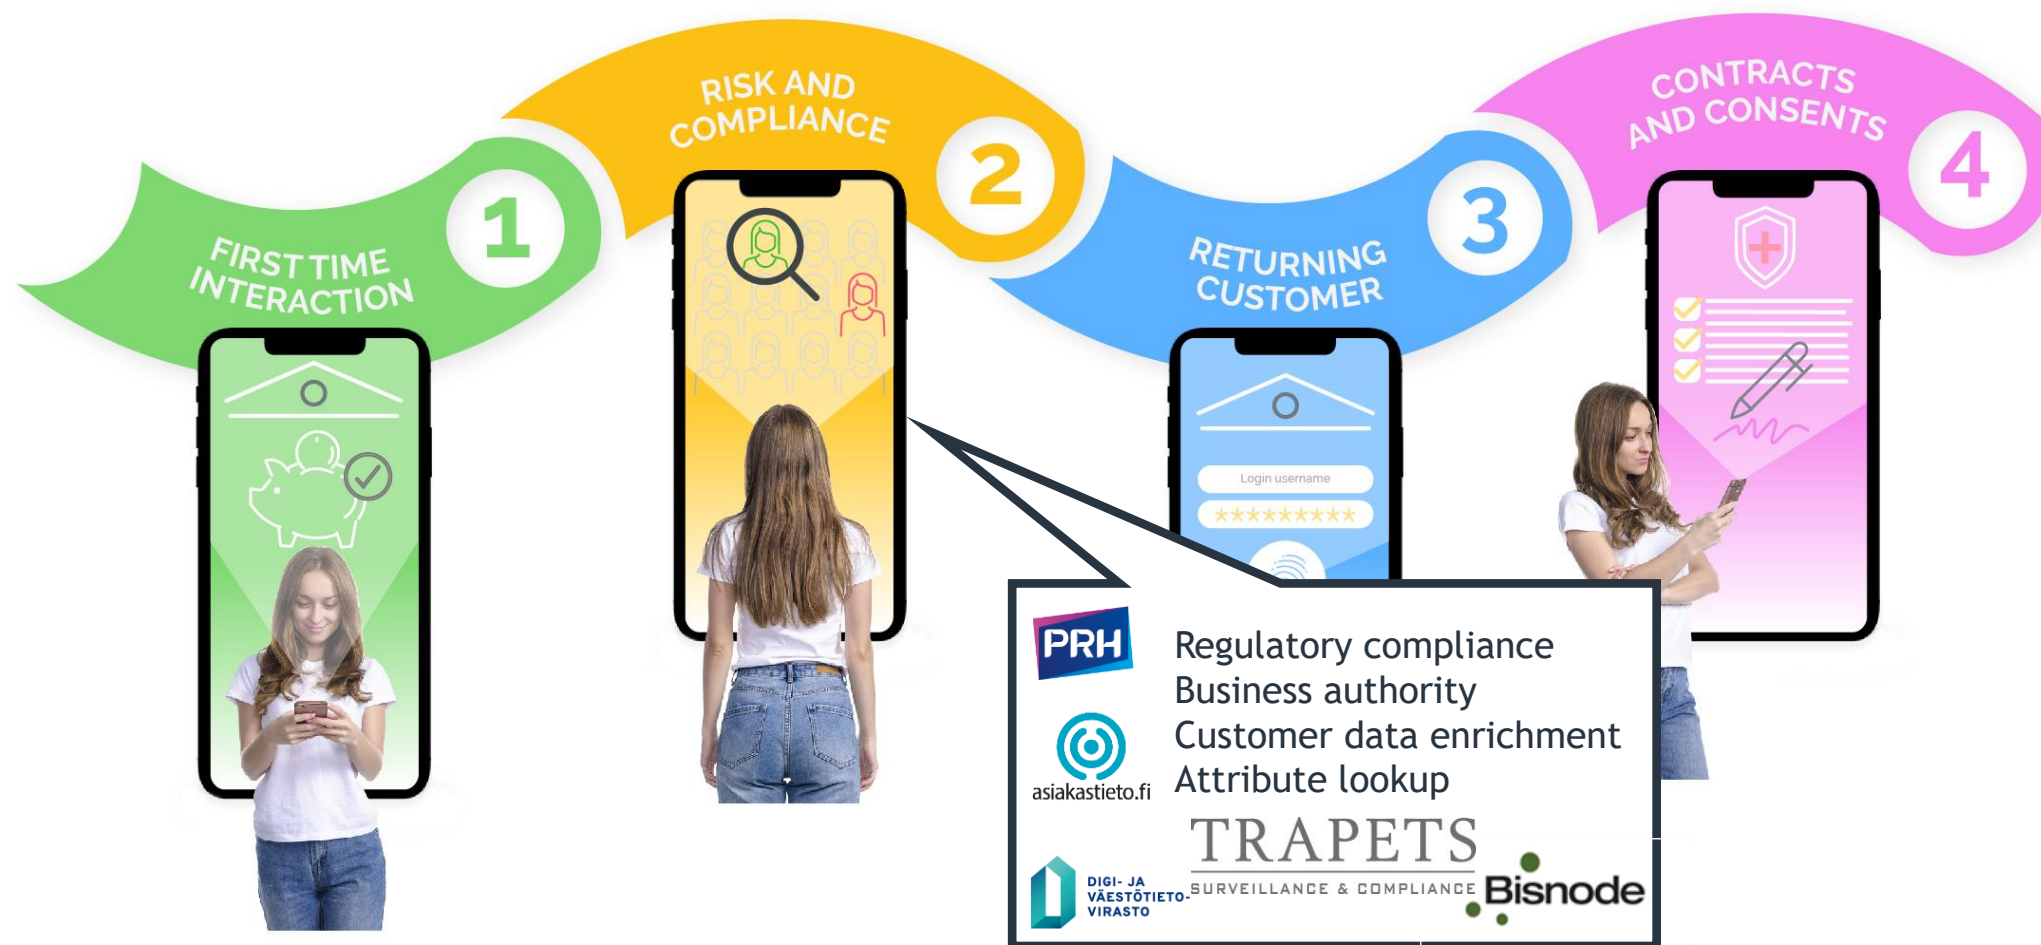 FIRST TIME
INTERACTION
1
RISK AND
COMPLIANCE
2
RETURNING
CUSTOMER
3
CONTRACTS
AND CONSENTS
4
Login username
*********
PRH
asiakastieto.fi
Regulatory compliance
Business authority
Customer data enrichment
Attribute lookup
TRAPETS
SURVEILLANCE & COMPLIANCE
DIGI- JA
VÄESTÖTIETO-
VIRASTO
Bisnode